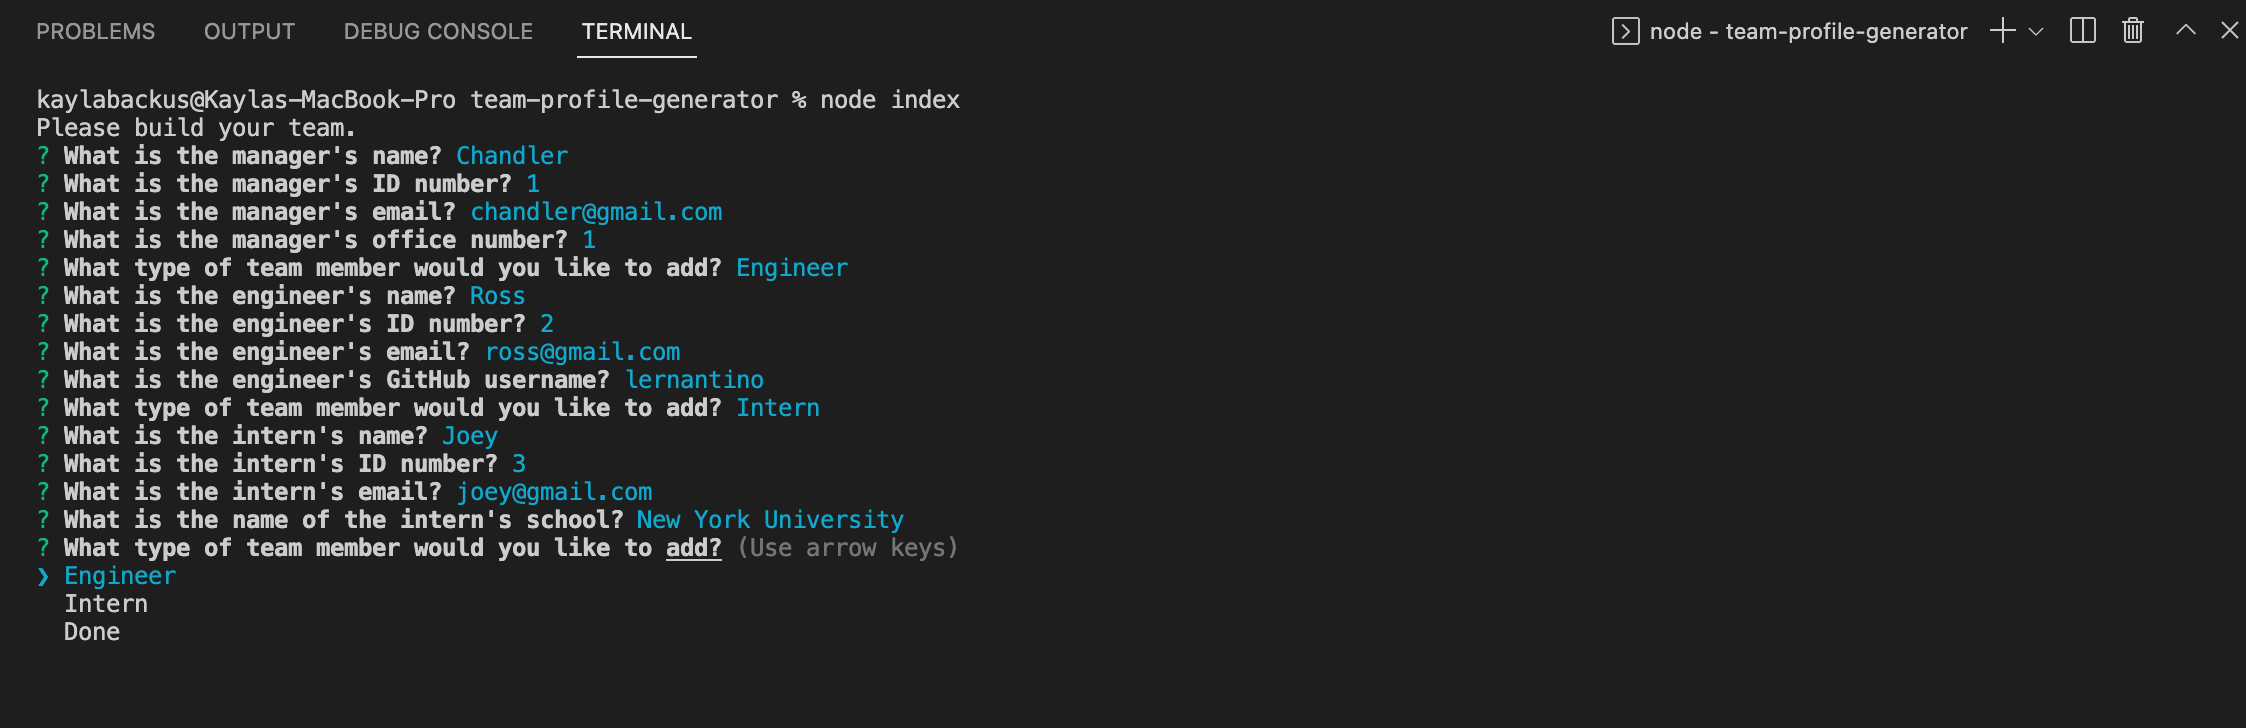 PROBLEMS OUTPUT DEBUG CONSOLE TERMINAL node - team-profile-generator
kaylabackus@Kaylas-MacBook-Pro team-profile-generator % node index
Please build your team.
? What is the manager's name? Chandler
? What is the manager's ID number? 1
? What is the manager's email? chandler@gmail.com
? What is the manager's office number? 1
? What type of team member would you like to add? Engineer
? What is the engineer's name? Ross
? What is the engineer's ID number? 2
? What is the engineer's email? ross@gmail.com
? What is the engineer's GitHub username? lernantino
? What type of team member would you like to add? Intern
? What is the intern's name? Joey
? What is the intern's ID number? 3
? What is the intern's email? joey@gmail.com
? What is the name of the intern's school? New York University
? What type of team member would you like to add? (Use arrow keys)
❯ Engineer
Intern
Done